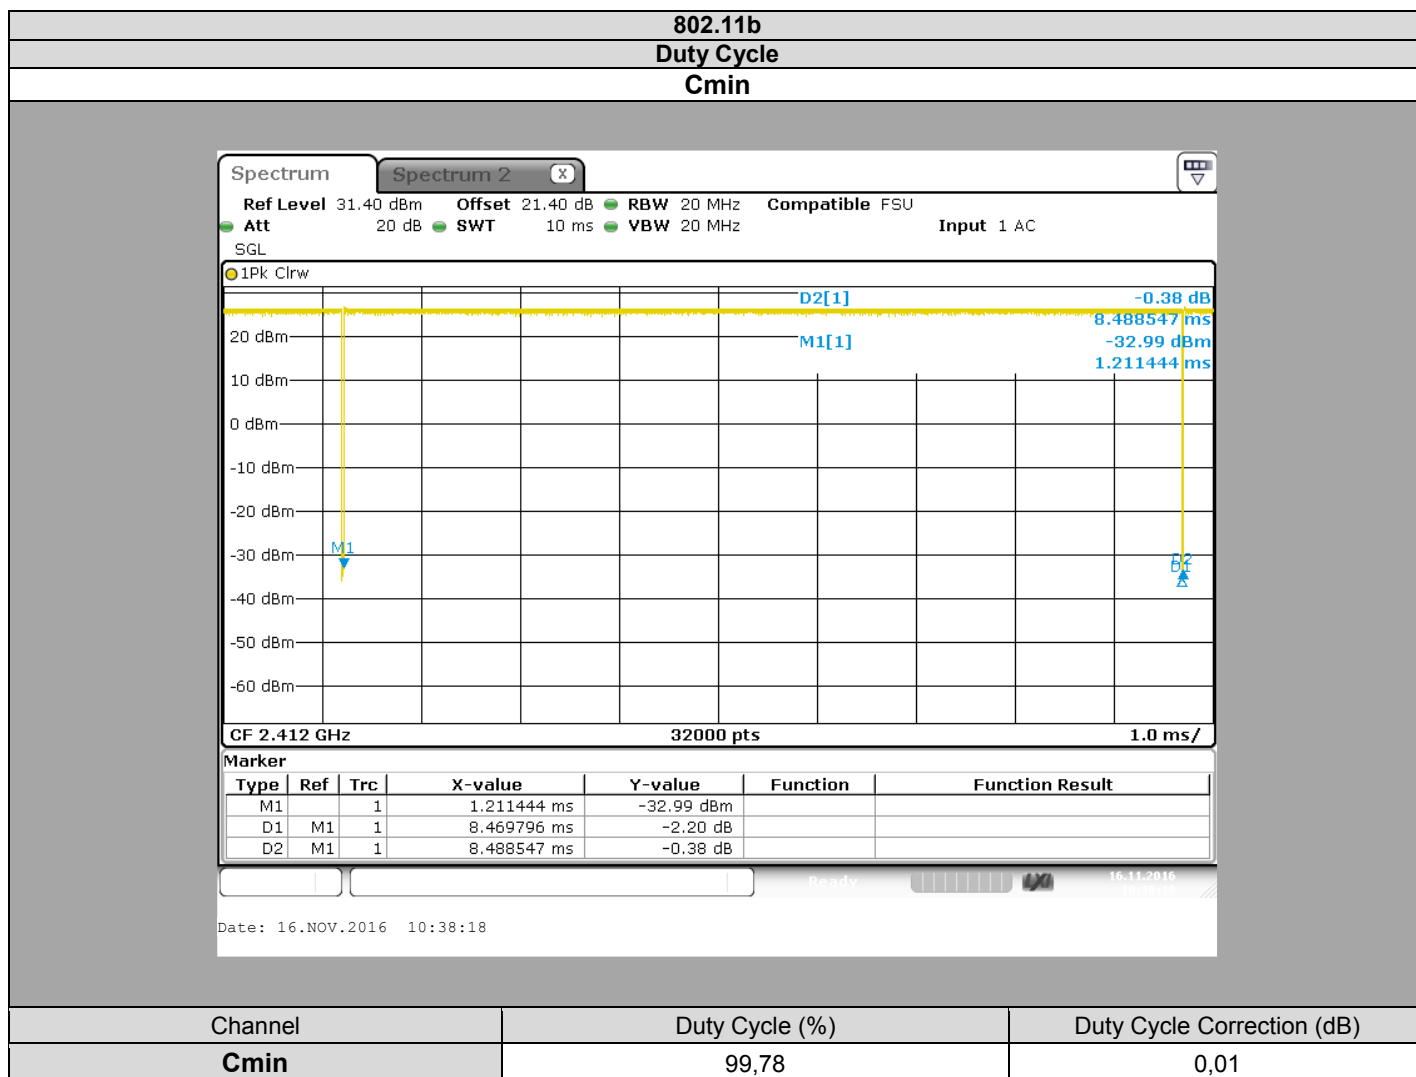 802.11b
Duty Cycle
Cmin
Spectrum Spectrum 2 X
Ref Level 31.40 dBm Offset 21.40 dB RBW 20 MHz Compatible FSU
Att 20 dB SWT 10 ms VBW 20 MHz Input 1 AC
SGL
1Pk Clrw
D2[1] -0.38 dB
8.488547 ms
20 dBm M1[1] -32.99 dBm
1.211444 ms
10 dBm
0 dBm
-10 dBm
-20 dBm
M1
-30 dBm
D2
D1
-40 dBm
-50 dBm
-60 dBm
CF 2.412 GHz 32000 pts 1.0 ms/
Marker
Type Ref Trc X-value Y-value Function Function Result
M1 1 1.211444 ms -32.99 dBm
D1 M1 1 8.469796 ms -2.20 dB
D2 M1 1 8.488547 ms -0.38 dB
Ready LXI 16.11.2016
Date: 16.NOV.2016 10:38:18
Channel Duty Cycle (%) Duty Cycle Correction (dB)
Cmin 99,78 0,01